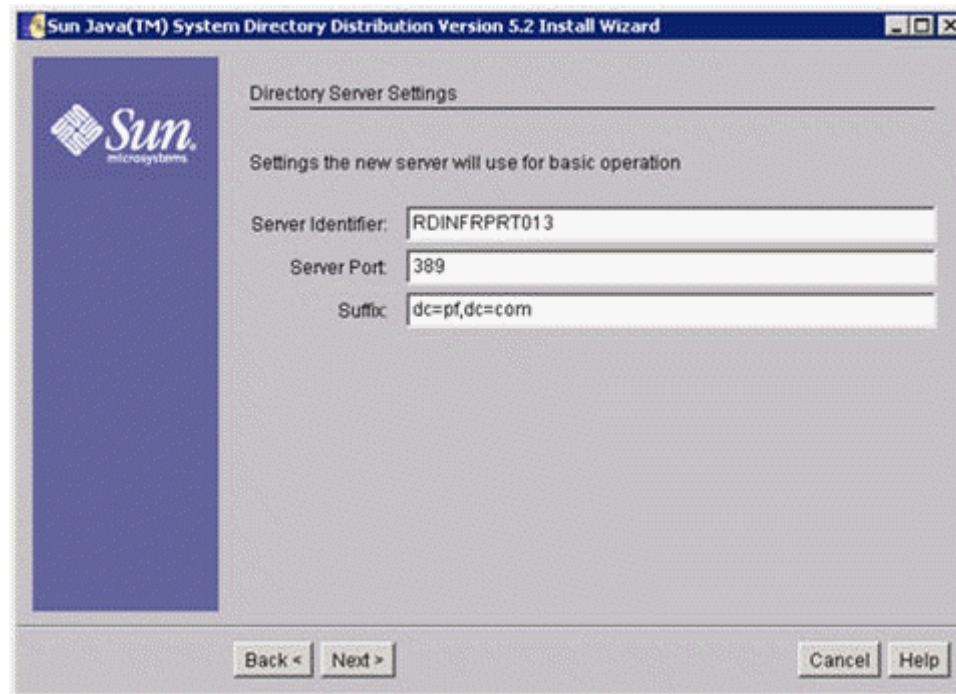 Sun Java(TM) System Directory Distribution Version 5.2 Install Wizard
Sun
microsystems
Directory Server Settings
Settings the new server will use for basic operation
Server Identifier: RDINFRPRT013
Server Port: 389
Suffix: dc=pf,dc=com
Back < Next > Cancel Help